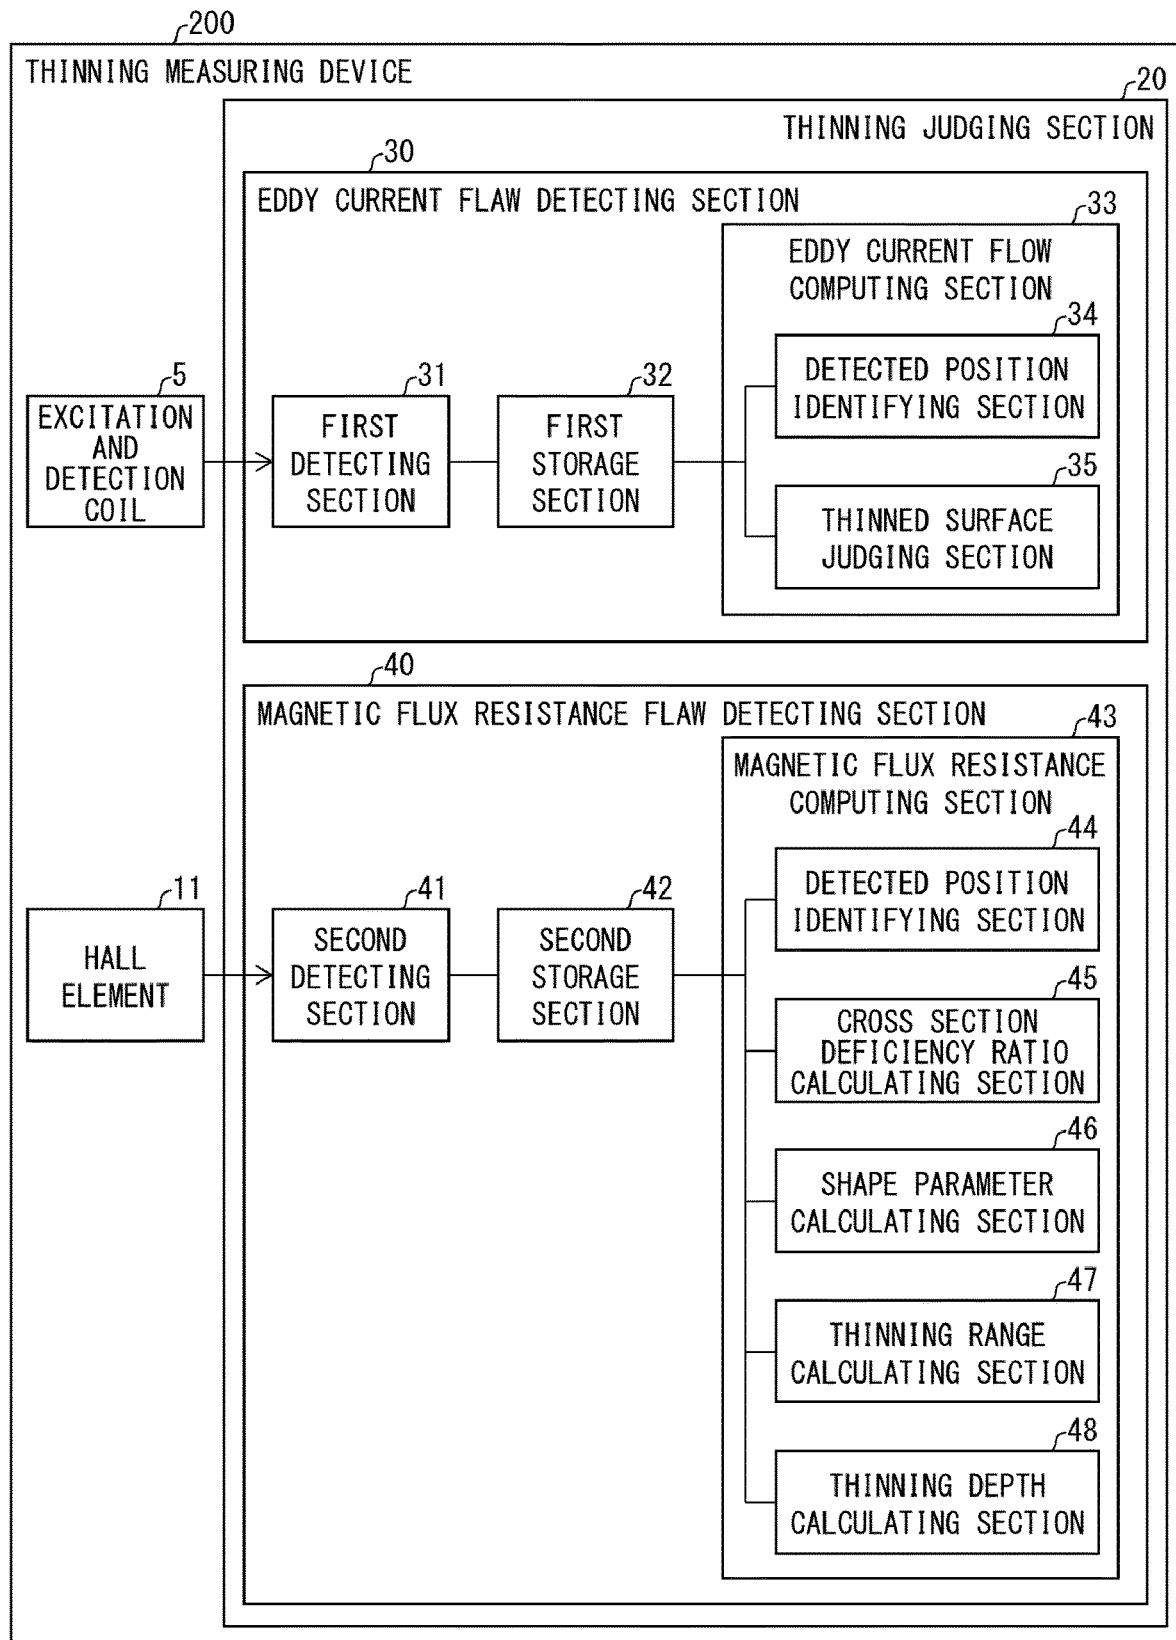 200
THINNING MEASURING DEVICE
20
THINNING JUDGING SECTION
30
EDDY CURRENT FLAW DETECTING SECTION
33
EDDY CURRENT FLOW
COMPUTING SECTION
34
DETECTED POSITION
IDENTIFYING SECTION
5
EXCITATION
AND
DETECTION
COIL
31
FIRST
DETECTING
SECTION
32
FIRST
STORAGE
SECTION
35
THINNED SURFACE
JUDGING SECTION
40
MAGNETIC FLUX RESISTANCE FLAW DETECTING SECTION
43
MAGNETIC FLUX RESISTANCE
COMPUTING SECTION
44
DETECTED POSITION
IDENTIFYING SECTION
11
HALL
ELEMENT
41
SECOND
DETECTING
SECTION
42
SECOND
STORAGE
SECTION
45
CROSS SECTION
DEFICIENCY RATIO
CALCULATING SECTION
46
SHAPE PARAMETER
CALCULATING SECTION
47
THINNING RANGE
CALCULATING SECTION
48
THINNING DEPTH
CALCULATING SECTION